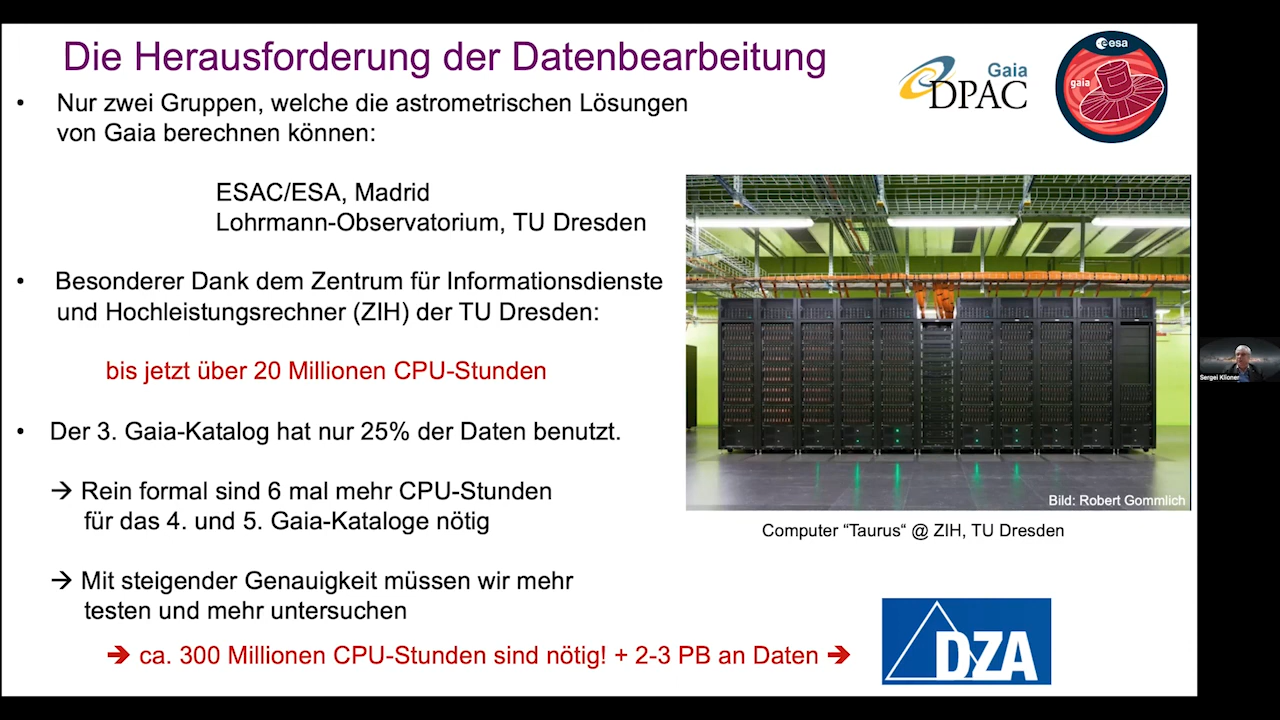 Die Herausforderung der Datenbearbeitung
Gaia
DPAC
esa
gaia
• Nur zwei Gruppen, welche die astrometrischen Lösungen
von Gaia berechnen können:
ESAC/ESA, Madrid
Lohrmann-Observatorium, TU Dresden
• Besonderer Dank dem Zentrum für Informationsdienste
und Hochleistungsrechner (ZIH) der TU Dresden:
bis jetzt über 20 Millionen CPU-Stunden
• Der 3. Gaia-Katalog hat nur 25% der Daten benutzt.
→ Rein formal sind 6 mal mehr CPU-Stunden
für das 4. und 5. Gaia-Kataloge nötig
→ Mit steigender Genauigkeit müssen wir mehr
testen und mehr untersuchen
➔ ca. 300 Millionen CPU-Stunden sind nötig! + 2-3 PB an Daten ➔
Bild: Robert Gommlich
Computer “Taurus“ @ ZIH, TU Dresden
DZA
Sergei Klioner